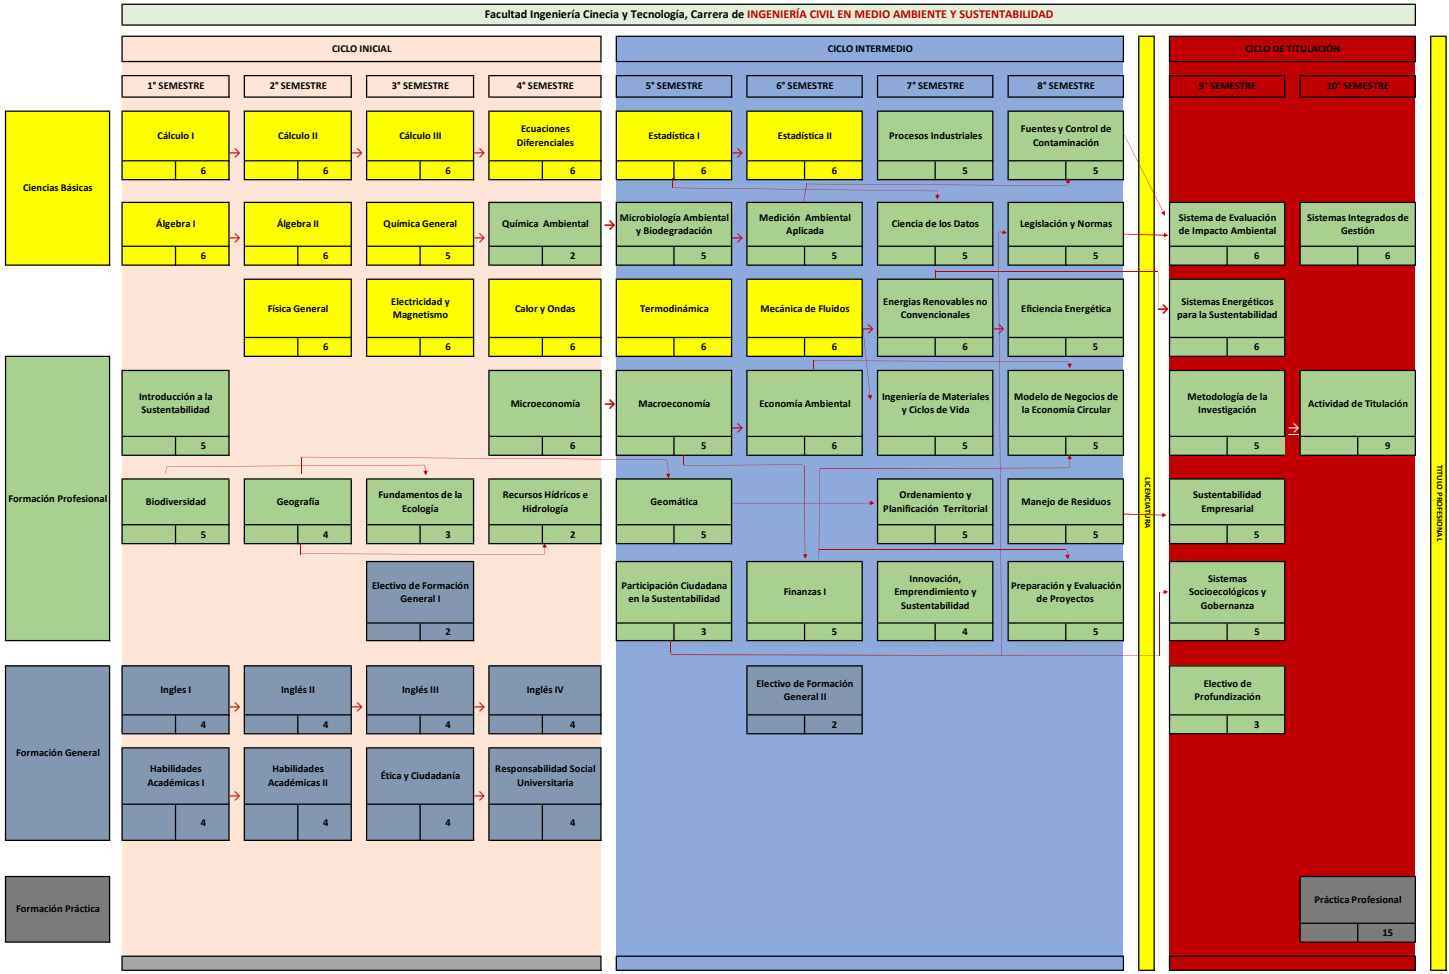 Facultad Ingeniería Cinecia y Tecnología, Carrera de INGENIERÍA CIVIL EN MEDIO AMBIENTE Y SUSTENTABILIDAD
CICLO INICIAL
CICLO INTERMEDIO
CICLO DE TITULACIÓN
1° SEMESTRE
2° SEMESTRE
3° SEMESTRE
4° SEMESTRE
5° SEMESTRE
6° SEMESTRE
7° SEMESTRE
8° SEMESTRE
9° SEMESTRE
10° SEMESTRE
Ciencias Básicas
Cálculo I
6
Cálculo II
6
Cálculo III
6
Ecuaciones
Diferenciales
6
Estadística I
6
Estadística II
6
Procesos Industriales
5
Fuentes y Control de
Contaminación
5
Álgebra I
6
Álgebra II
6
Química General
5
Química Ambiental
2
Microbiología Ambiental
y Biodegradación
5
Medición Ambiental
Aplicada
5
Ciencia de los Datos
5
Legislación y Normas
5
Sistema de Evaluación
de Impacto Ambiental
6
Sistemas Integrados de
Gestión
6
Física General
6
Electricidad y
Magnetismo
6
Calor y Ondas
6
Termodinámica
6
Mecánica de Fluidos
6
Energias Renovables no
Convencionales
6
Eficiencia Energética
5
Sistemas Energéticos
para la Sustentabilidad
6
Formación Profesional
Introducción a la
Sustentabilidad
5
Microeconomía
6
Macroeconomía
5
Economía Ambiental
6
Ingeniería de Materiales
y Ciclos de Vida
5
Modelo de Negocios de
la Economía Circular
5
Metodología de la
Investigación
5
Actividad de Titulación
9
Biodiversidad
5
Geografía
4
Fundamentos de la
Ecología
3
Recursos Hídricos e
Hidrología
2
Geomática
5
Ordenamiento y
Planificación Territorial
5
Manejo de Residuos
5
Sustentabilidad
Empresarial
5
Electivo de Formación
General I
2
Participación Ciudadana
en la Sustentabilidad
3
Finanzas I
5
Innovación,
Emprendimiento y
Sustentabilidad
4
Preparación y Evaluación
de Proyectos
5
Sistemas
Socioecológicos y
Gobernanza
5
LICENCIATURA
TITULO PROFESIONAL
Formación General
Ingles I
4
Inglés II
4
Inglés III
4
Inglés IV
4
Electivo de Formación
General II
2
Electivo de
Profundización
3
Habilidades
Académicas I
4
Habilidades
Académicas II
4
Ética y Ciudadanía
4
Responsabilidad Social
Universitaria
4
Formación Práctica
Práctica Profesional
15